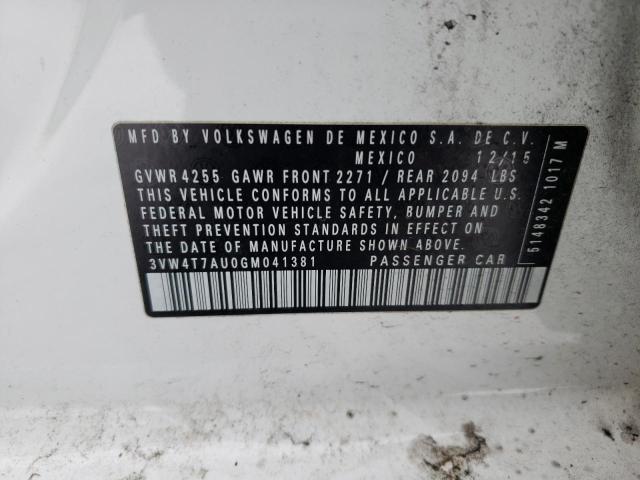 MFD BY VOLKSWAGEN DE MEXICO S.A. DE C.V.
MEXICO 12/15
GVWR 4255 GAWR FRONT 2271 / REAR 2094 LBS
THIS VEHICLE CONFORMS TO ALL APPLICABLE U.S.
FEDERAL MOTOR VEHICLE SAFETY, BUMPER AND
THEFT PREVENTION STANDARDS IN EFFECT ON
THE DATE OF MANUFACTURE SHOWN ABOVE.
3VW4T7AU0GM041381 PASSENGER CAR
5148342 1017 M